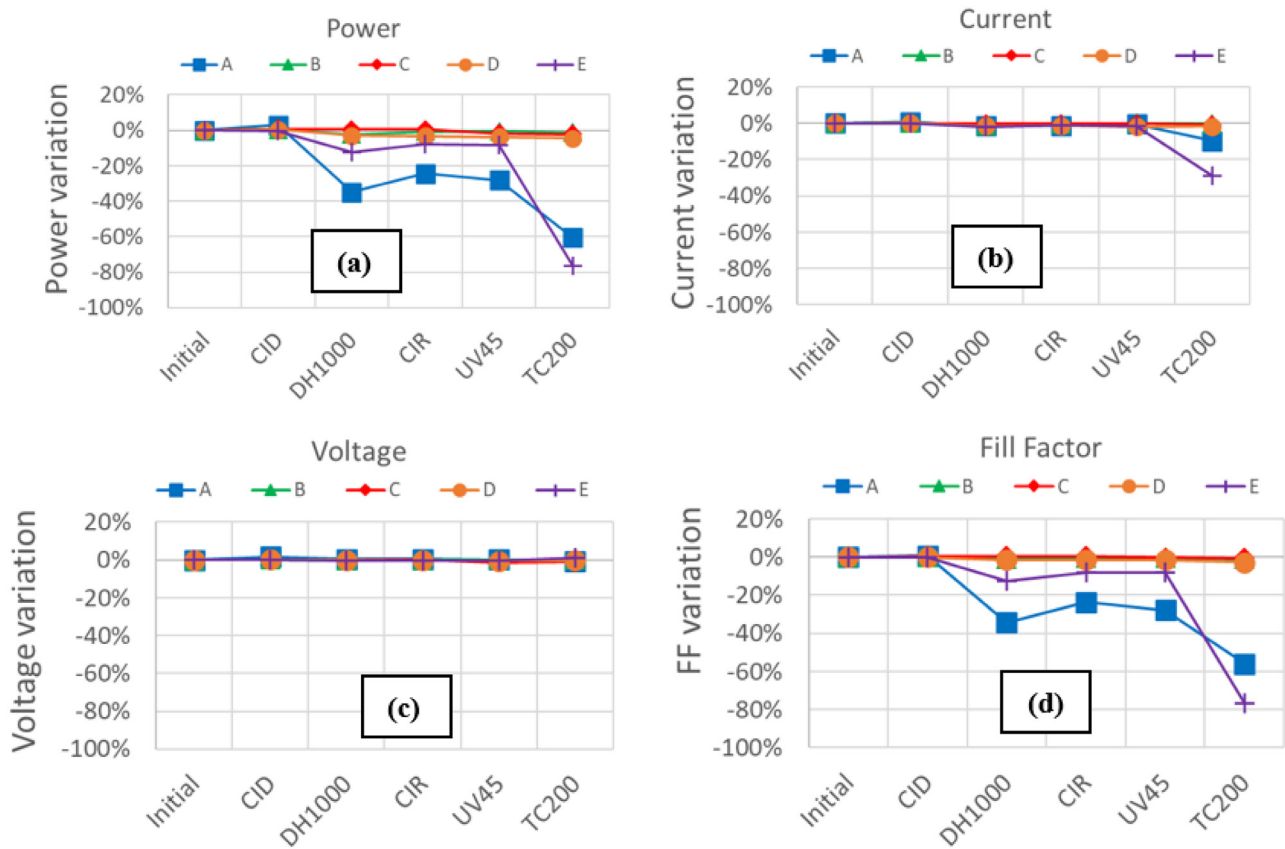 Power
A B C D E
Power variation
20%
0%
-20%
-40%
-60%
-80%
-100%
(a)
Initial
CID
DH1000
CIR
UV45
TC200
Current
A B C D E
Current variation
20%
0%
-20%
-40%
-60%
-80%
-100%
(b)
Initial
CID
DH1000
CIR
UV45
TC200
Voltage
A B C D E
Voltage variation
20%
0%
-20%
-40%
-60%
-80%
-100%
(c)
Initial
CID
DH1000
CIR
UV45
TC200
Fill Factor
A B C D E
FF variation
20%
0%
-20%
-40%
-60%
-80%
-100%
(d)
Initial
CID
DH1000
CIR
UV45
TC200